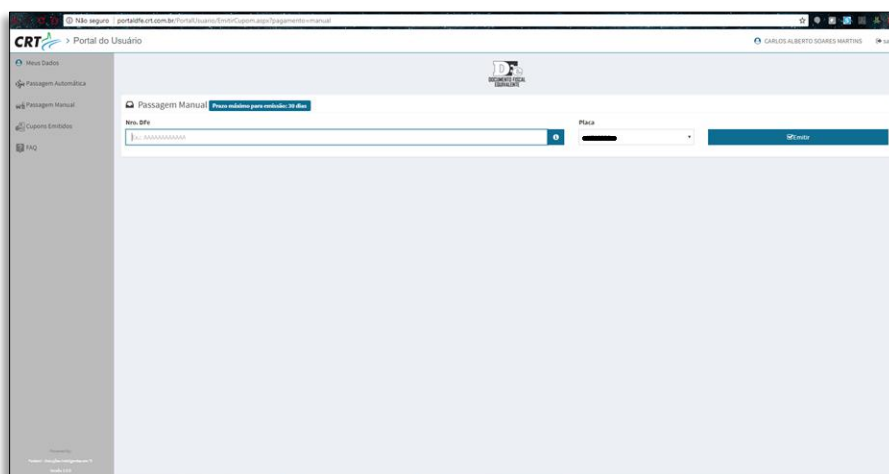 Não seguro | portaldfe.crt.com.br/PortalUsuario/EmitirCupom.aspx?pagamento=manual
CRT > Portal do Usuário
CARLOS ALBERTO SOARES MARTINS
Meus Dados
Passagem Automática
Passagem Manual
Cupons Emitidos
FAQ
DFe
DOCUMENTO FISCAL
EQUIVALENTE
Passagem Manual Prazo máximo para emissão: 30 dias
Nro. DFe
Placa
Emitir